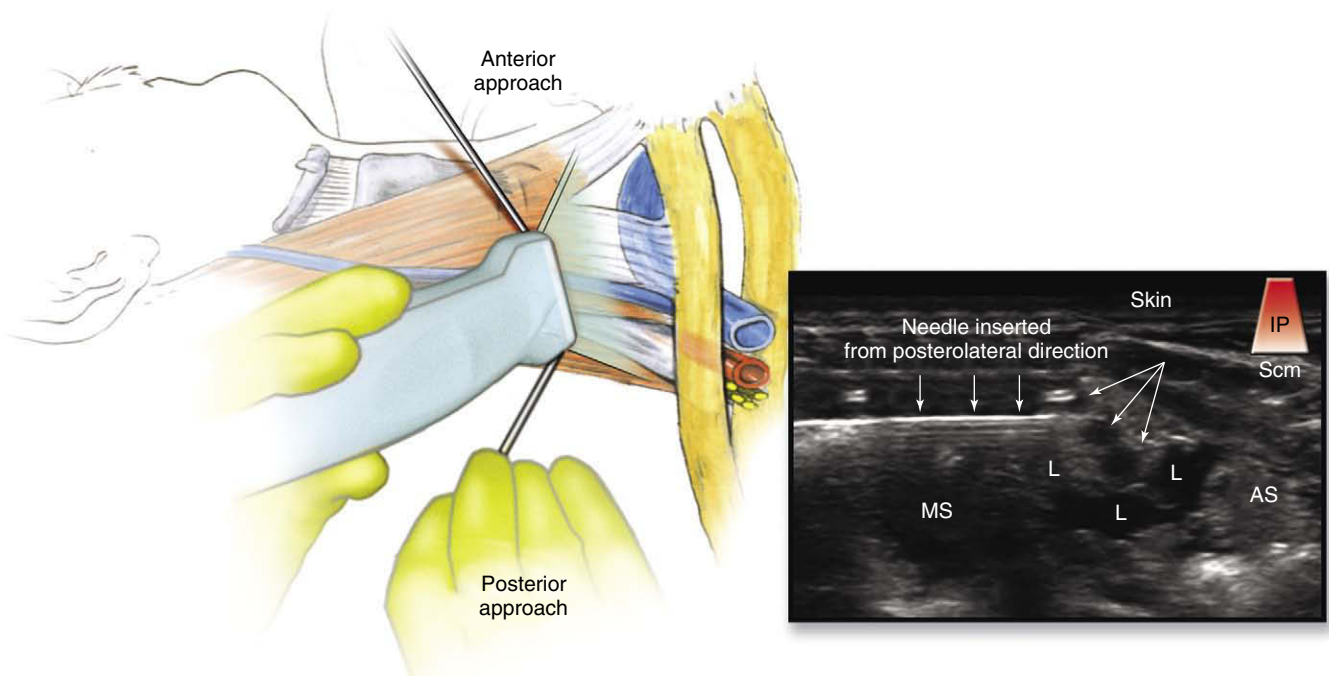 Anterior
approach
Posterior
approach
Skin
IP
Needle inserted
from posterolateral direction
Scm
L
L
AS
MS
L